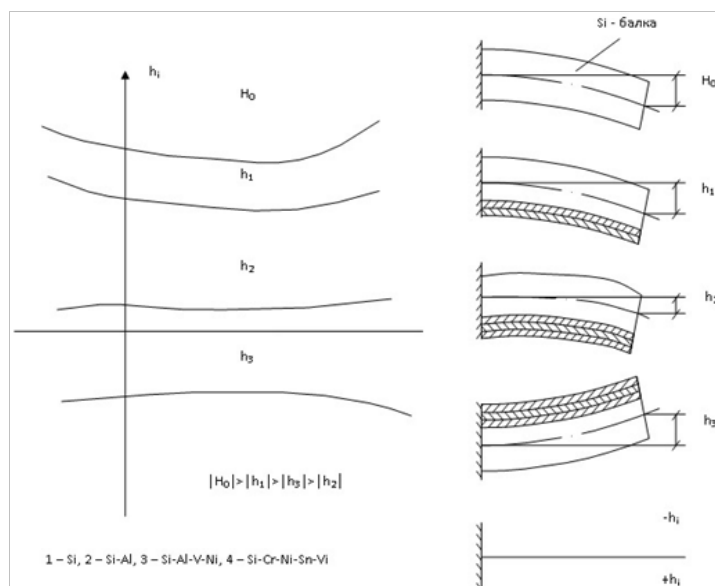 hᵢ
H₀
h₁
h₂
h₃
|H₀|>|h₁|>|h₃|>|h₂|
1 – Si, 2 – Si-Al, 3 – Si-Al-V-Ni, 4 – Si-Cr-Ni-Sn-Vi
Si - балка
H₀
h₁
h₂
h₃
-hᵢ
+hᵢ